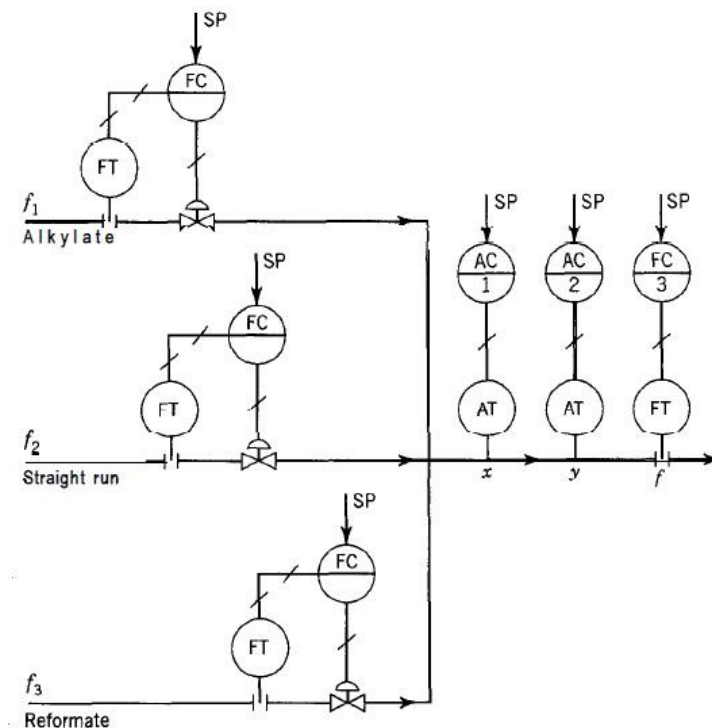 SP
FC
FT
f₁
Alkylate
SP
SP
SP
SP
AC
1
AC
2
FC
3
FC
FT
AT
AT
FT
f₂
Straight run
x
y
f
SP
FC
FT
f₃
Reformate